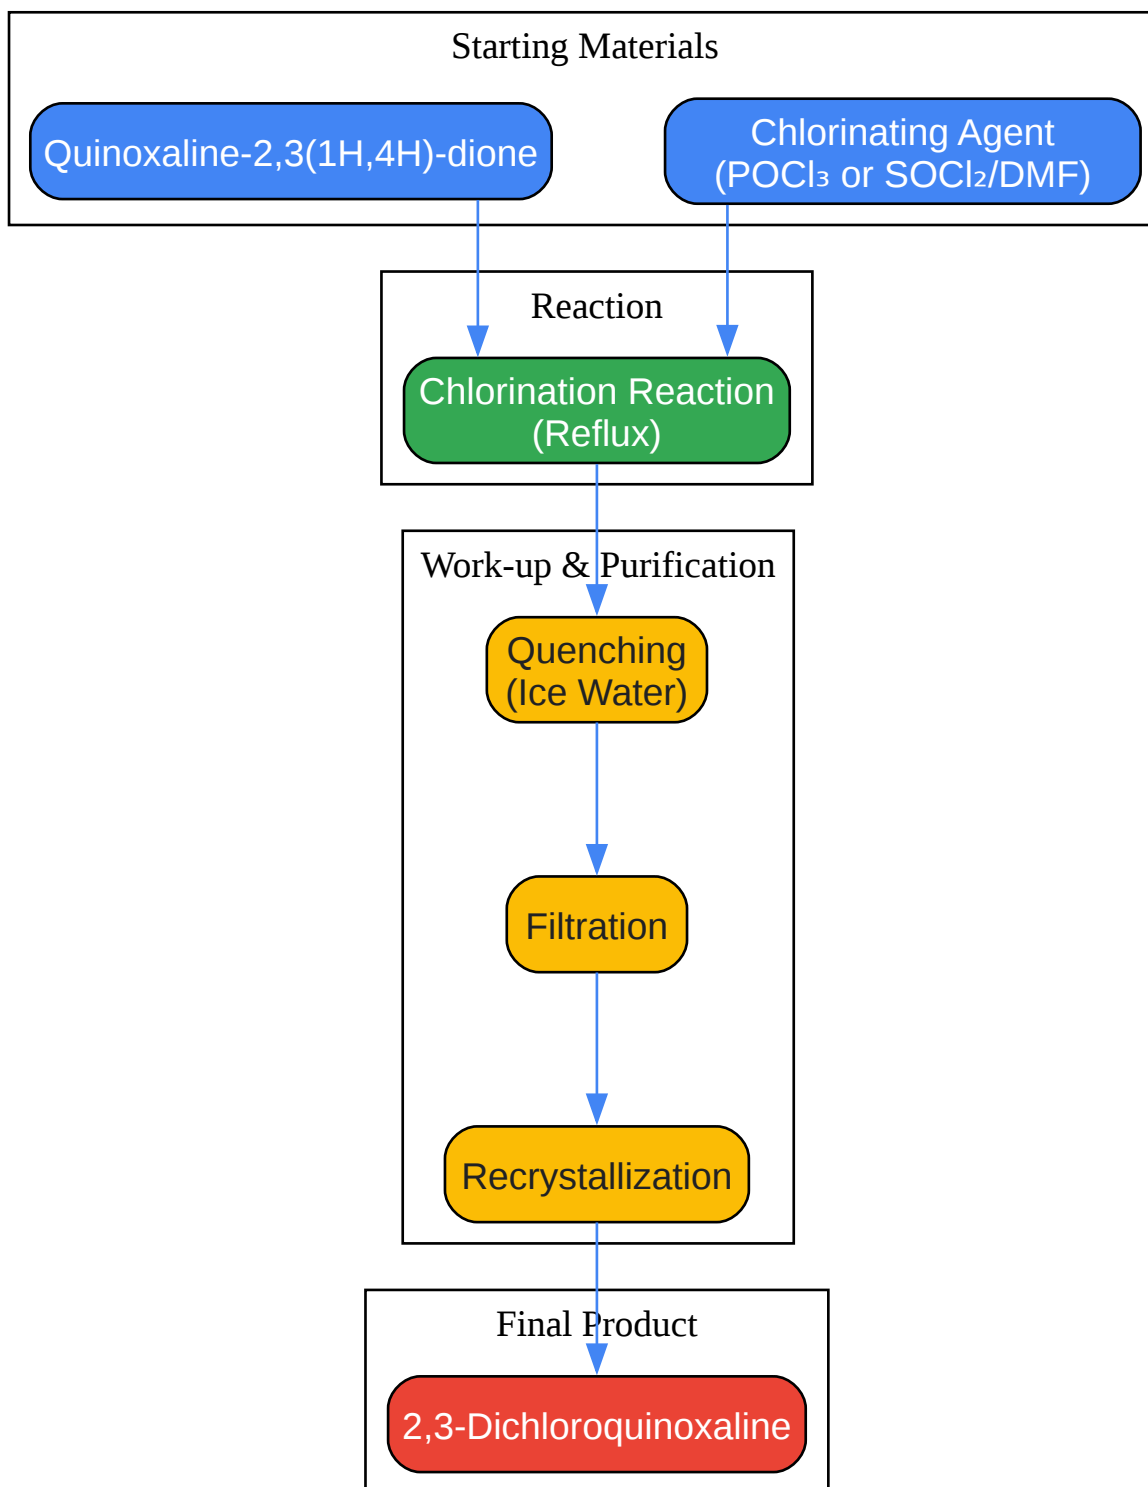 Starting Materials
Quinoxaline-2,3(1H,4H)-dione
Chlorinating Agent
(POCl₃ or SOCl₂/DMF)
Reaction
Chlorination Reaction
(Reflux)
Work-up & Purification
Quenching
(Ice Water)
Filtration
Recrystallization
Final Product
2,3-Dichloroquinoxaline